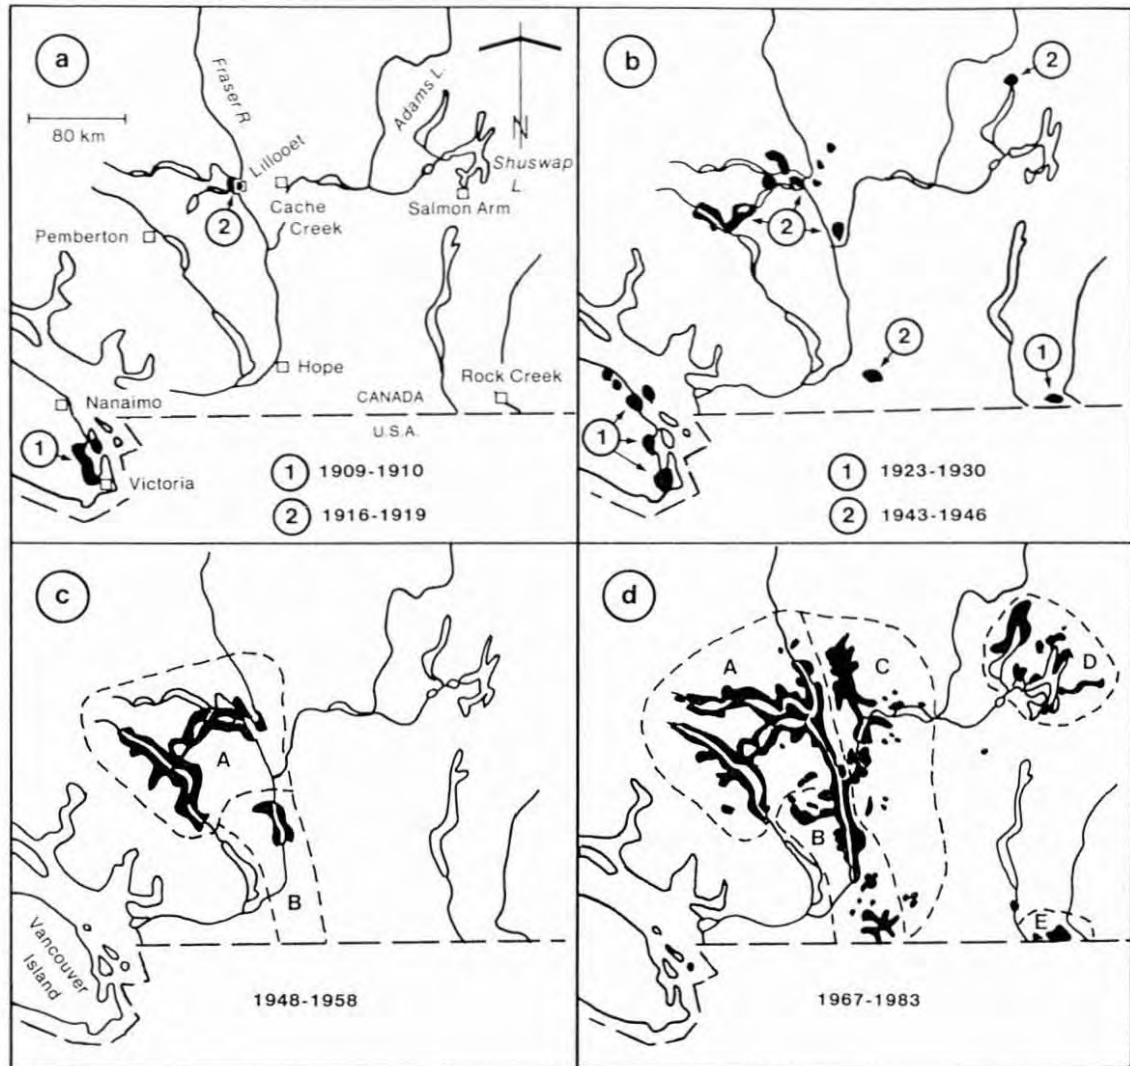 a
Fraser R.
Adams L.
80 km
N
Lillooet
Shuswap
L.
2
Cache
Creek
Salmon Arm
Pemberton
Hope
Rock Creek
CANADA
U.S.A.
Nanaimo
1
Victoria
1 1909-1910
2 1916-1919
b
2
2
2
1
1
1 1923-1930
2 1943-1946
c
A
B
Vancouver
Island
1948-1958
d
A
C
D
B
E
1967-1983